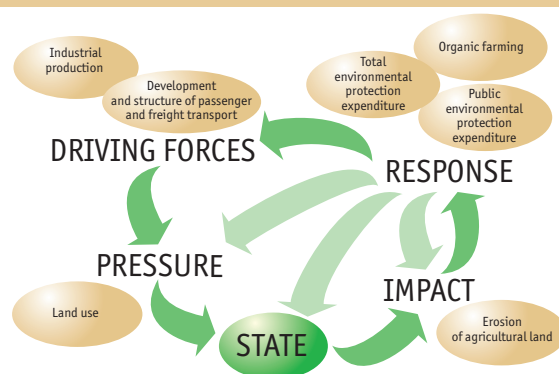 Industrial
production
Development
and structure of passenger
and freight transport
DRIVING FORCES
Total
environmental
protection
expenditure
Organic farming
Public
environmental
protection
expenditure
RESPONSE
PRESSURE
IMPACT
Land use
STATE
Erosion
of agricultural land